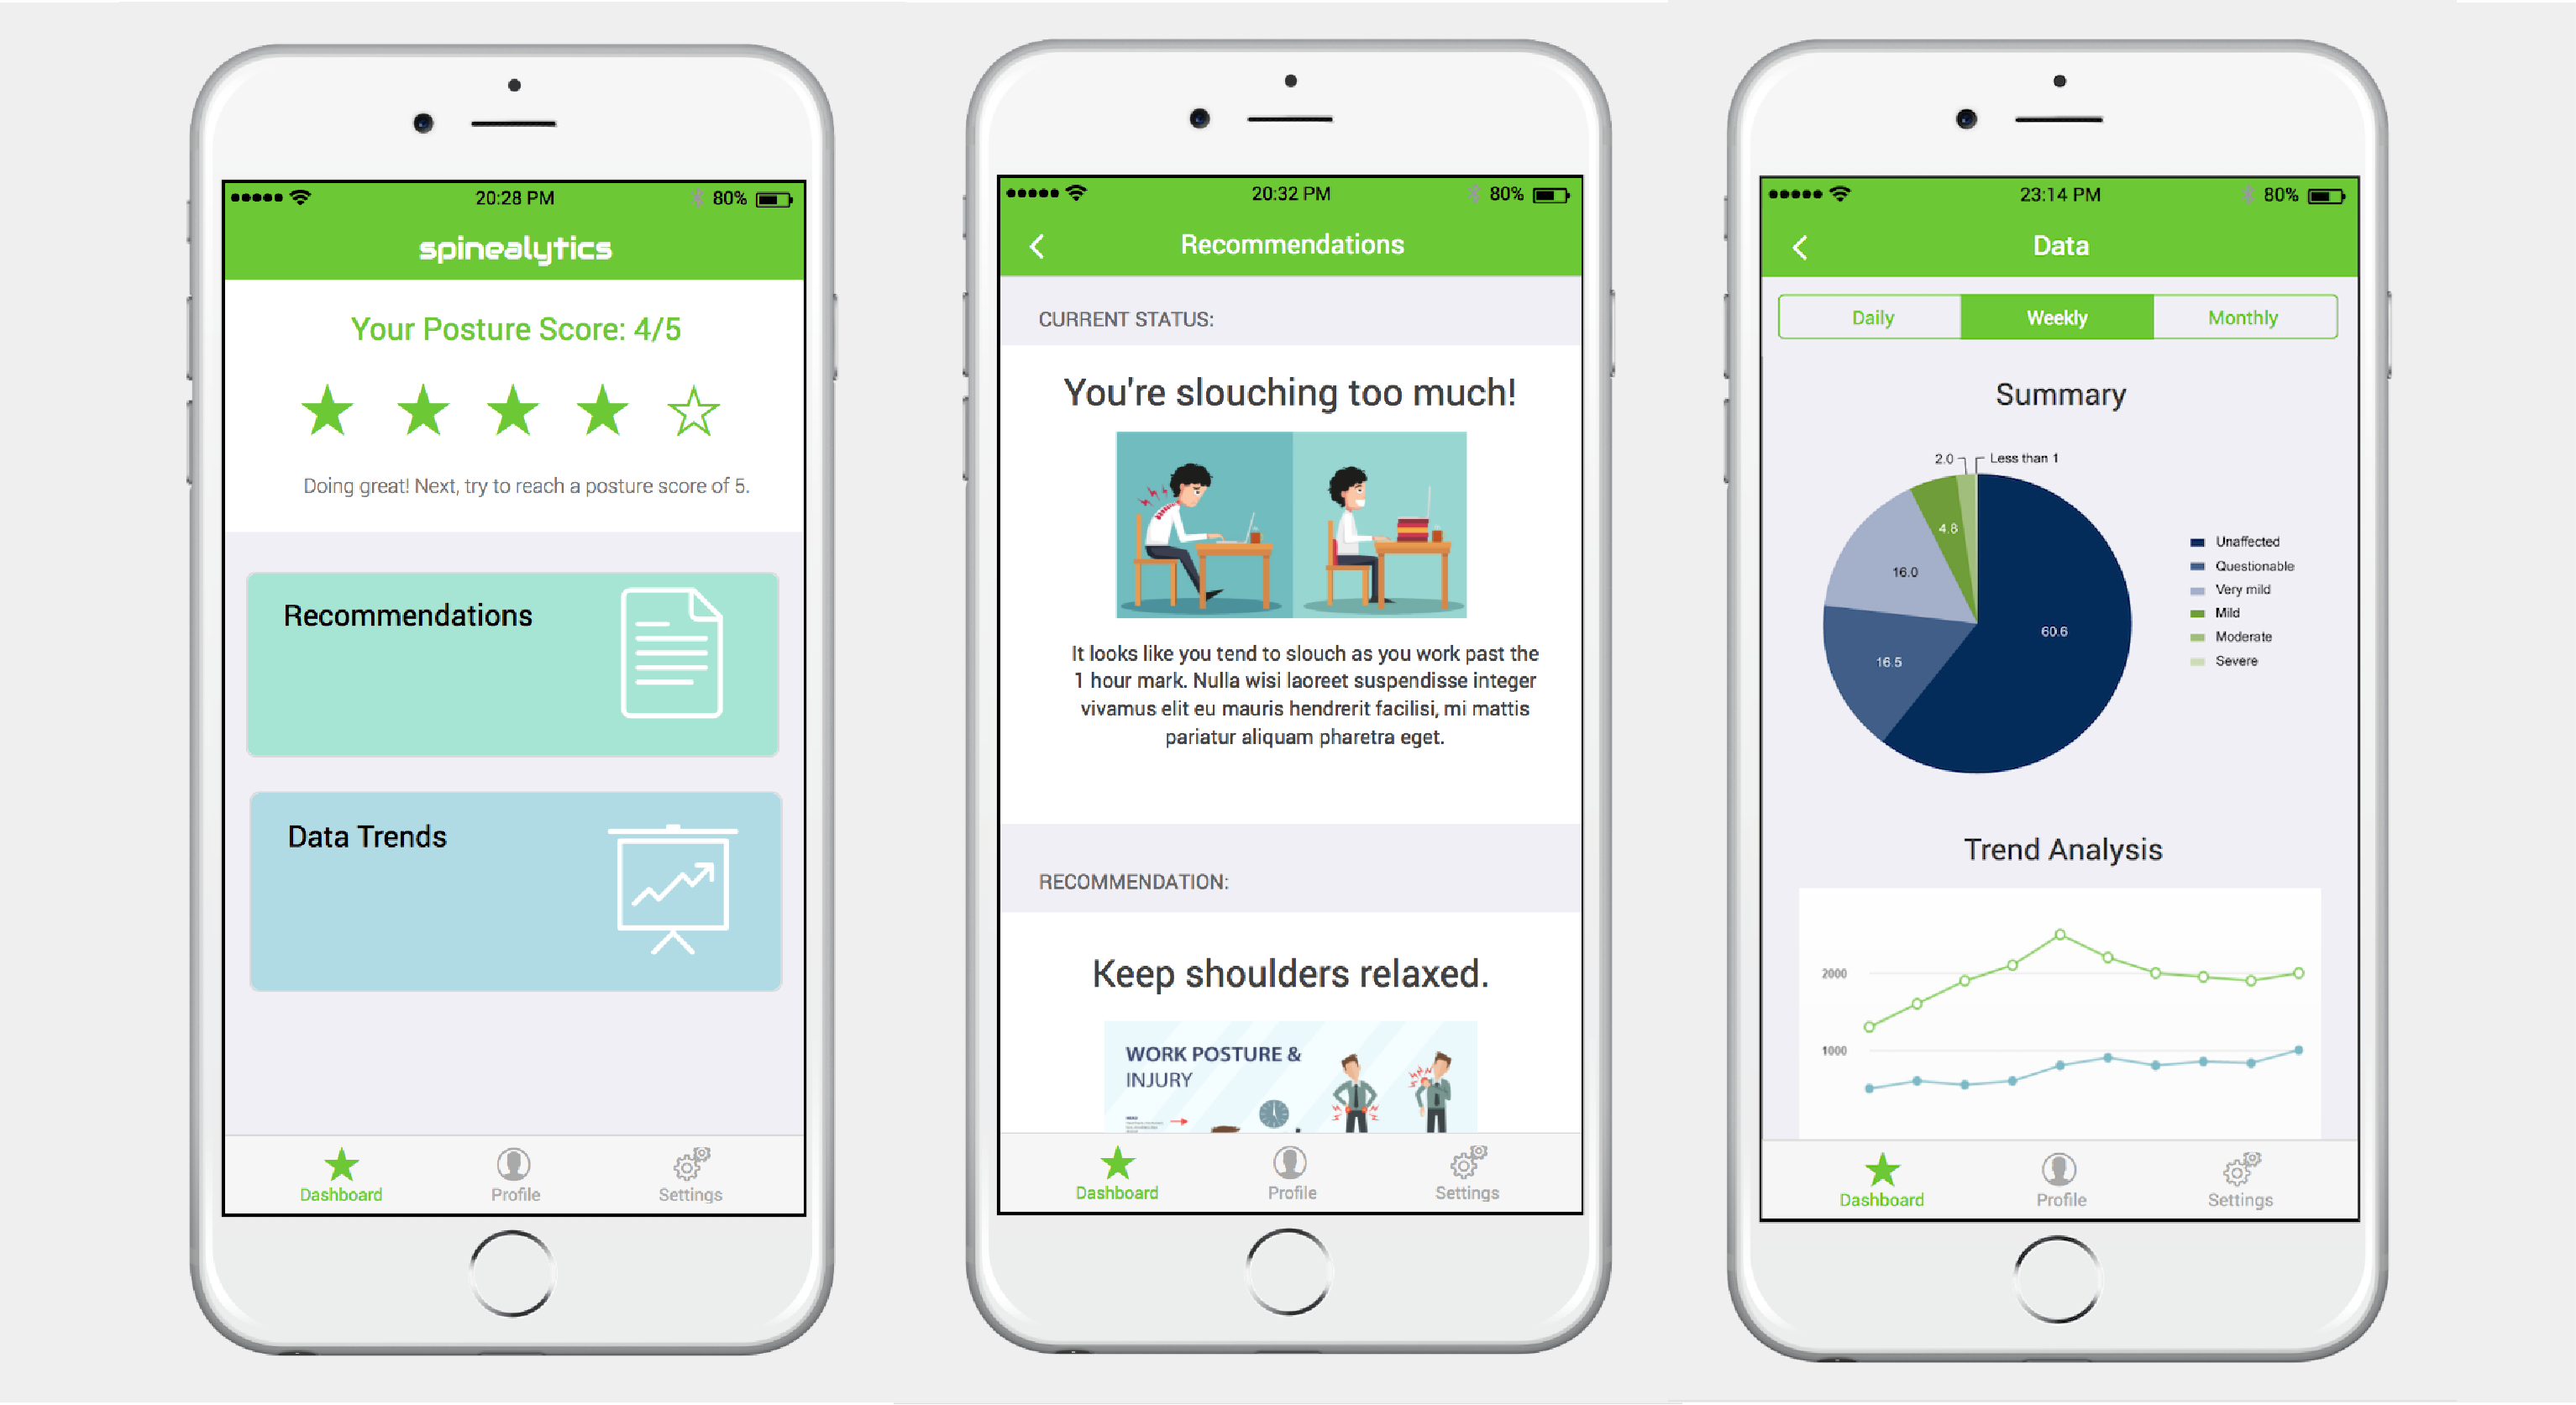 20:28 PM
80%
spinealytics
Your Posture Score: 4/5
Doing great! Next, try to reach a posture score of 5.
Recommendations
Data Trends
Dashboard
Profile
Settings
20:32 PM
80%
Recommendations
CURRENT STATUS:
You're slouching too much!
It looks like you tend to slouch as you work past the
1 hour mark. Nulla wisi laoreet suspendisse integer
vivamus elit eu mauris hendrerit facilisi, mi mattis
pariatur aliquam pharetra eget.
RECOMMENDATION:
Keep shoulders relaxed.
WORK POSTURE &
INJURY
Dashboard
Profile
Settings
23:14 PM
80%
Data
Daily
Weekly
Monthly
Summary
2.0
Less than 1
4.8
16.0
16.5
60.6
Unaffected
Questionable
Very mild
Mild
Moderate
Severe
Trend Analysis
2000
1000
Dashboard
Profile
Settings